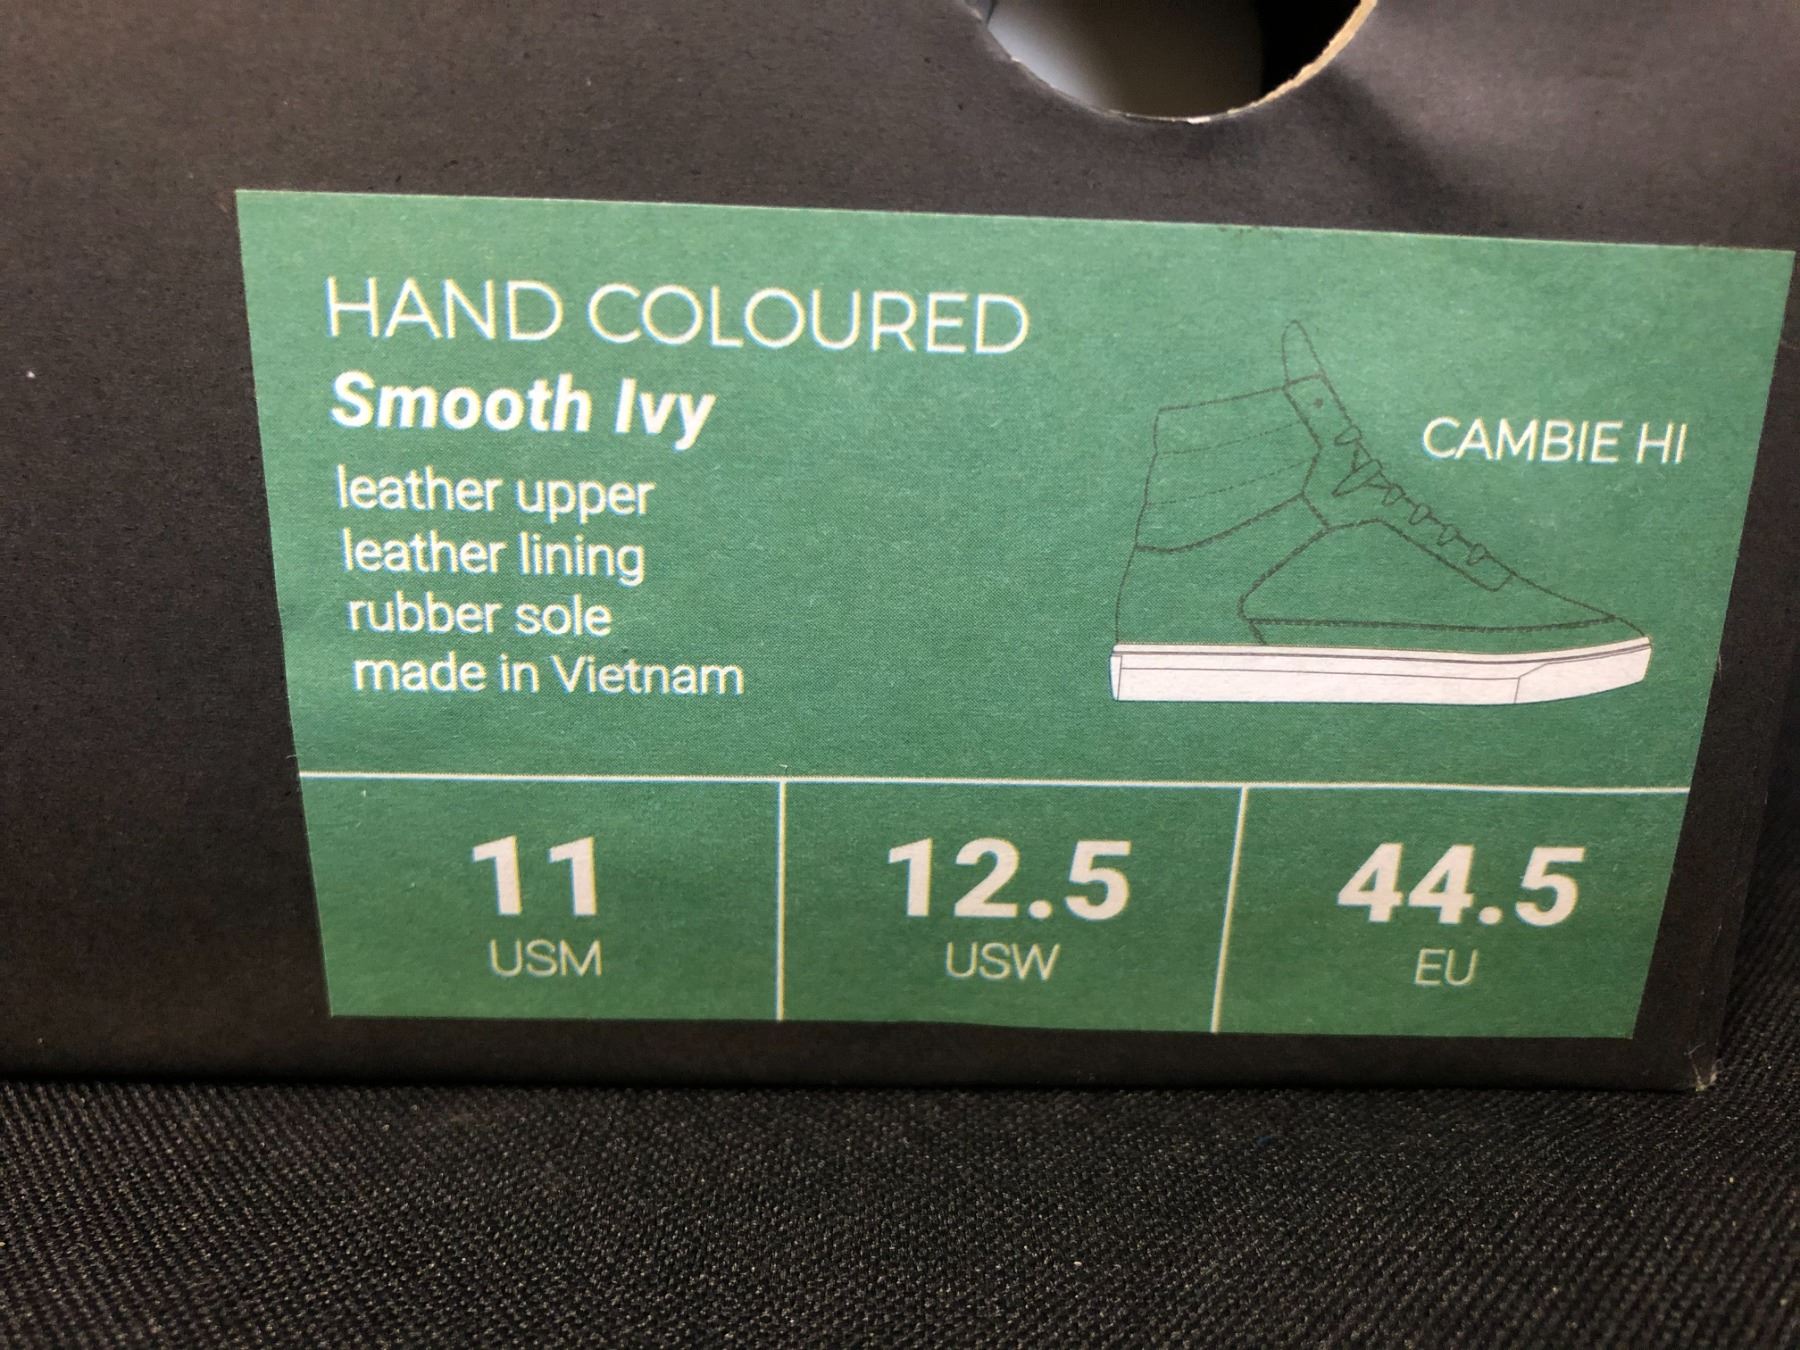 HAND COLOURED
Smooth Ivy
leather upper
leather lining
rubber sole
made in Vietnam
CAMBIE HI
11
USM
12.5
USW
44.5
EU